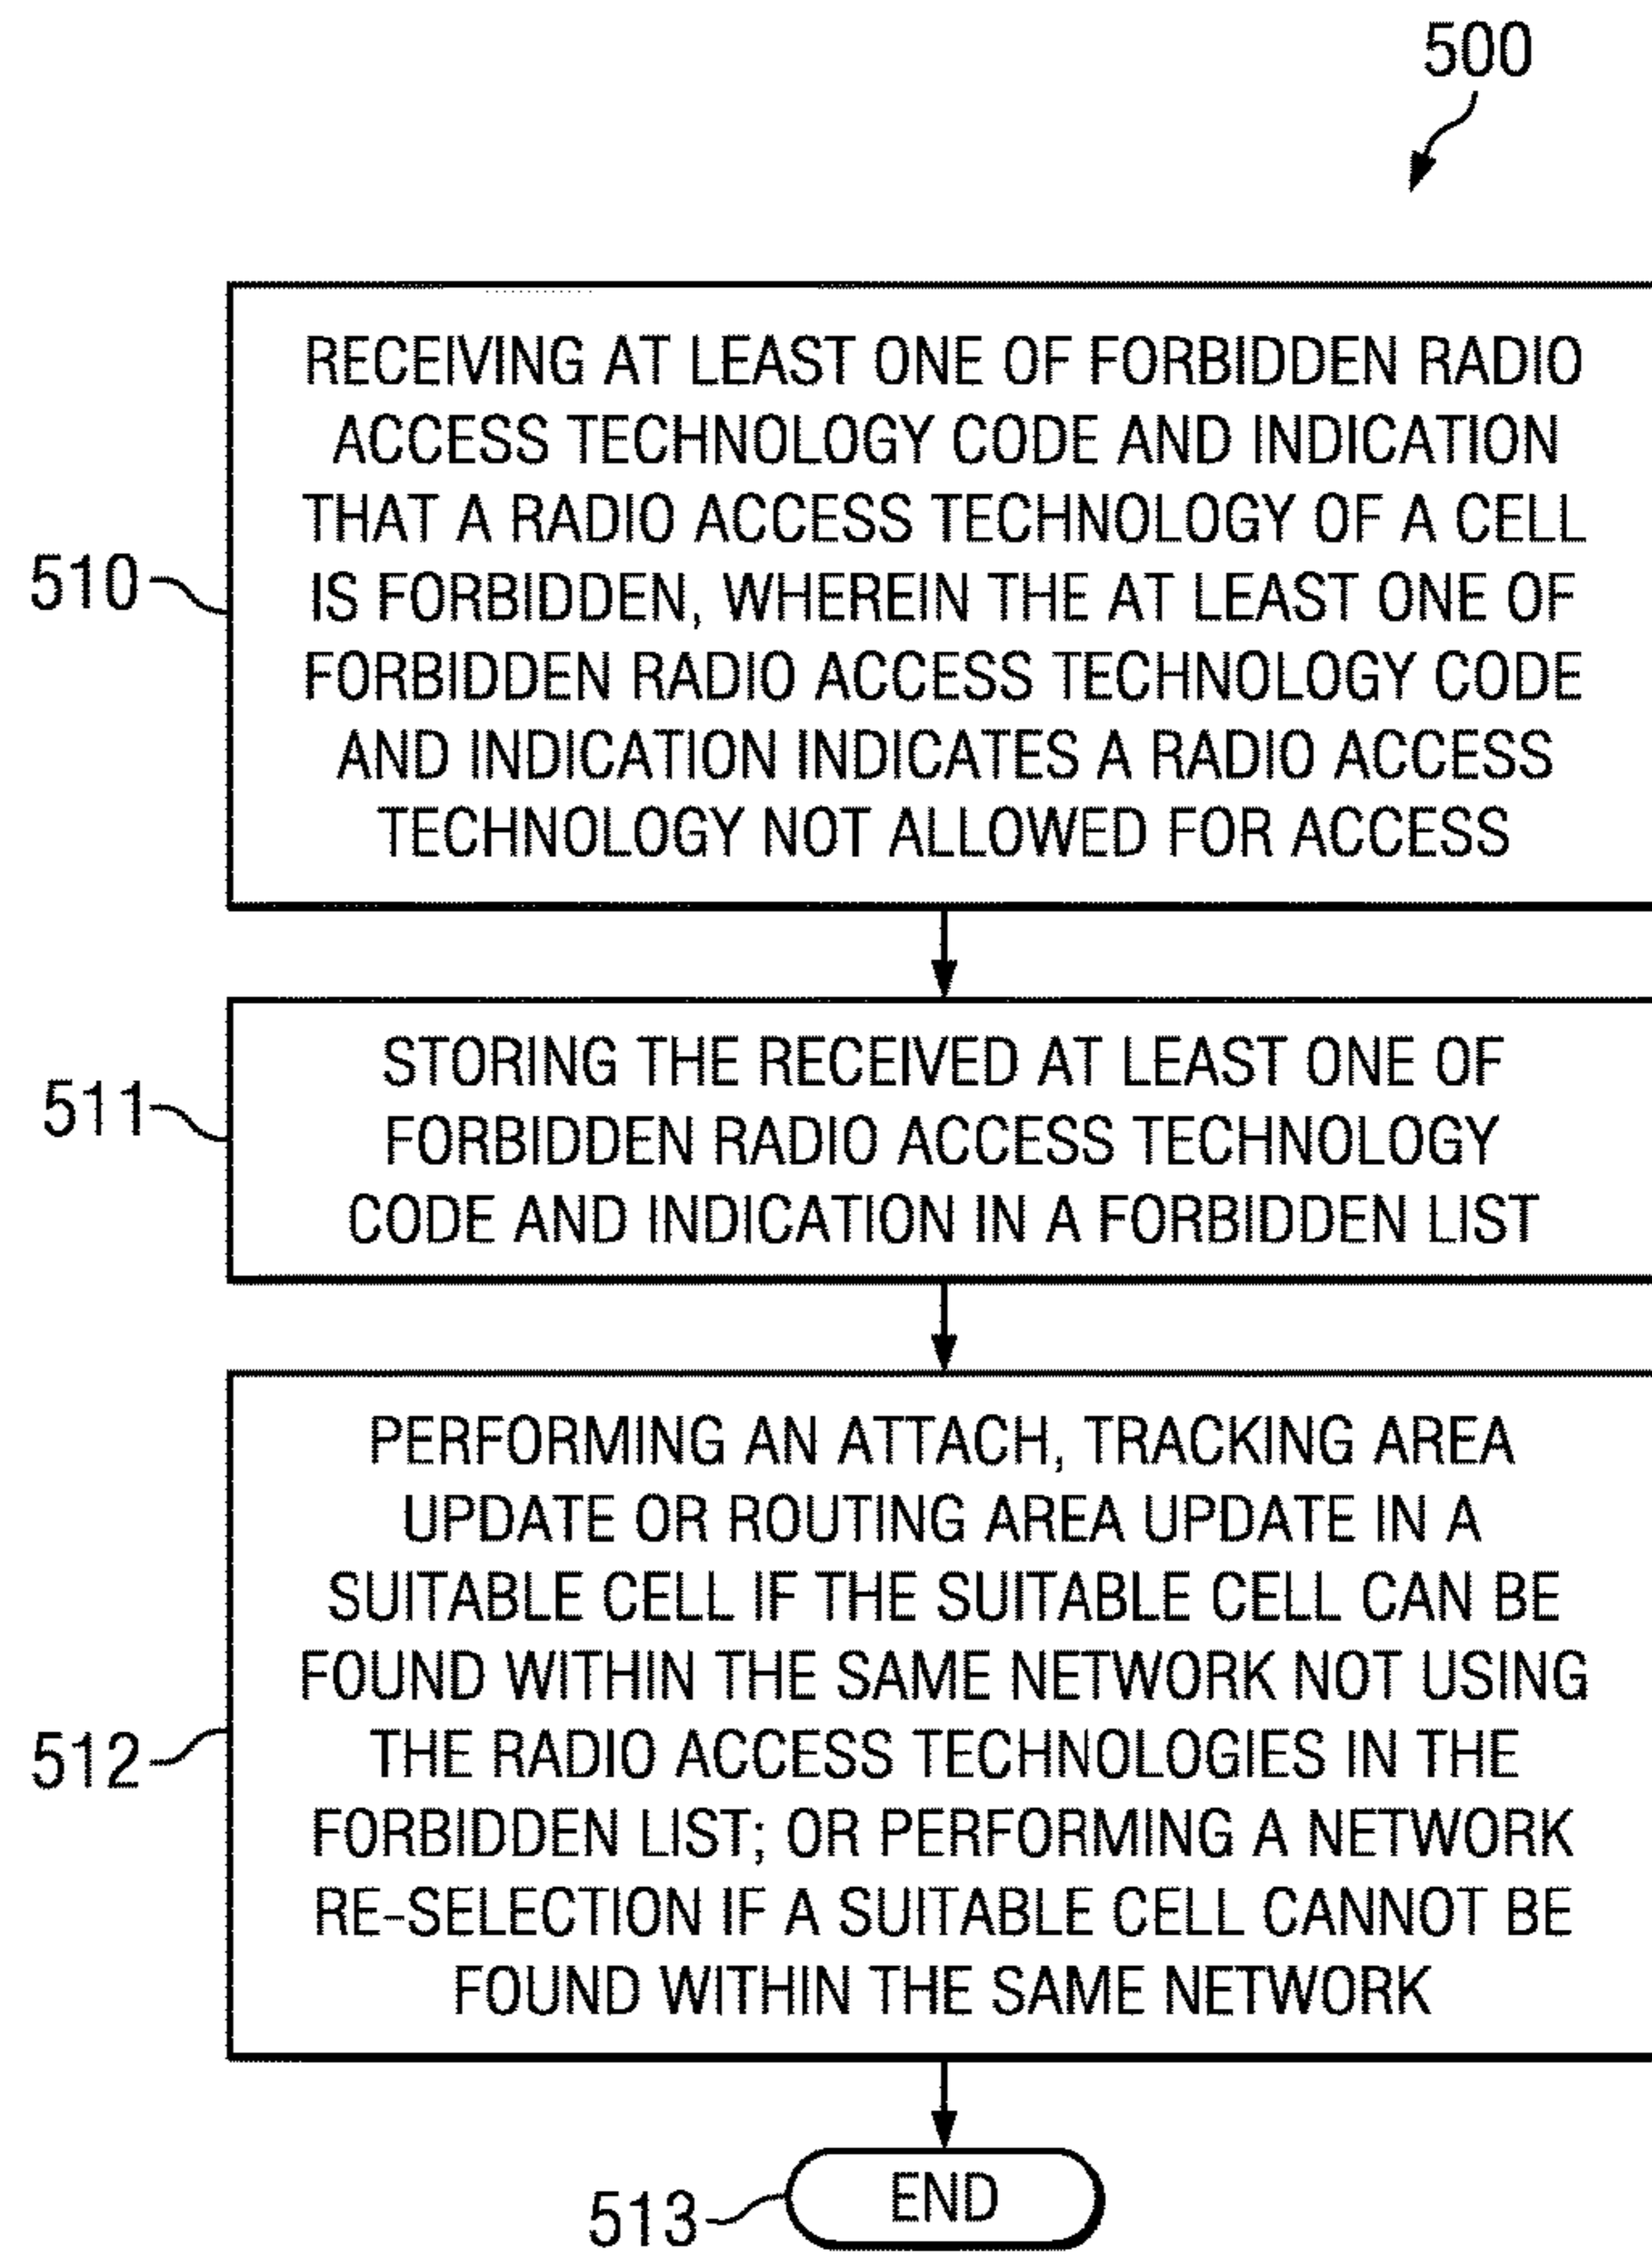 500
RECEIVING AT LEAST ONE OF FORBIDDEN RADIO
ACCESS TECHNOLOGY CODE AND INDICATION
THAT A RADIO ACCESS TECHNOLOGY OF A CELL
IS FORBIDDEN, WHEREIN THE AT LEAST ONE OF
FORBIDDEN RADIO ACCESS TECHNOLOGY CODE
AND INDICATION INDICATES A RADIO ACCESS
TECHNOLOGY NOT ALLOWED FOR ACCESS
510
STORING THE RECEIVED AT LEAST ONE OF
FORBIDDEN RADIO ACCESS TECHNOLOGY
CODE AND INDICATION IN A FORBIDDEN LIST
511
PERFORMING AN ATTACH, TRACKING AREA
UPDATE OR ROUTING AREA UPDATE IN A
SUITABLE CELL IF THE SUITABLE CELL CAN BE
FOUND WITHIN THE SAME NETWORK NOT USING
THE RADIO ACCESS TECHNOLOGIES IN THE
FORBIDDEN LIST; OR PERFORMING A NETWORK
RE-SELECTION IF A SUITABLE CELL CANNOT BE
FOUND WITHIN THE SAME NETWORK
512
END
513